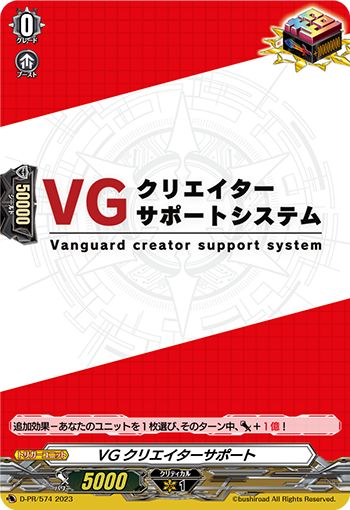 0
グレード
ブースト
50000
シールド
VG クリエイター
サポートシステム
Vanguard creator support system
追加効果－あなたのユニットを1枚選び、そのターン中、+1億！
トリガーユニット
VG クリエイターサポート
パワー 5000 クリティカル 1
D-PR/574 2023
©bushiroad All Rights Reserved.